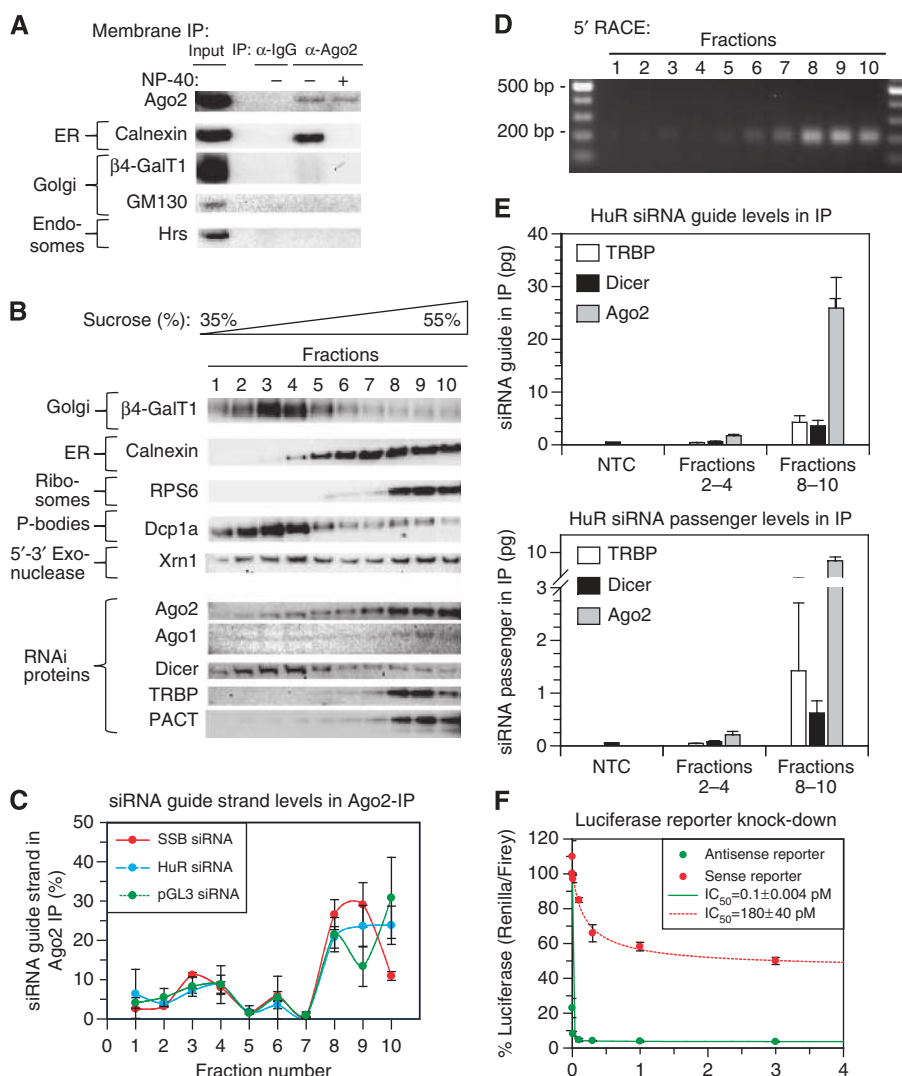 A
Membrane IP:
Input IP: α-IgG α-Ago2
NP-40: – – +
Ago2
ER Calnexin
Golgi β4-GalT1
GM130
Endo-
somes Hrs
B
Sucrose (%): 35% 55%
Fractions
1 2 3 4 5 6 7 8 9 10
Golgi β4-GalT1
ER Calnexin
Ribo-
somes RPS6
P-bodies Dcp1a
5′-3′ Exo-
nuclease Xrn1
RNAi
proteins
Ago2
Ago1
Dicer
TRBP
PACT
C
siRNA guide strand levels in Ago2-IP
siRNA guide strand in
Ago2 IP (%)
50
40
30
20
10
0
SSB siRNA
HuR siRNA
pGL3 siRNA
0 1 2 3 4 5 6 7 8 9 10
Fraction number
D
5′ RACE:
Fractions
1 2 3 4 5 6 7 8 9 10
500 bp -
200 bp -
E
HuR siRNA guide levels in IP
siRNA guide in IP (pg)
40
30
20
10
0
TRBP
Dicer
Ago2
NTC Fractions Fractions
2–4 8–10
HuR siRNA passenger levels in IP
siRNA passenger in IP (pg)
10
3
2
1
0
TRBP
Dicer
Ago2
NTC Fractions Fractions
2–4 8–10
F
Luciferase reporter knock-down
% Luciferase (Renilla/Firey)
120
100
80
60
40
20
0
Antisense reporter
Sense reporter
IC50=0.1±0.004 pM
IC50=180±40 pM
0 1 2 3 4